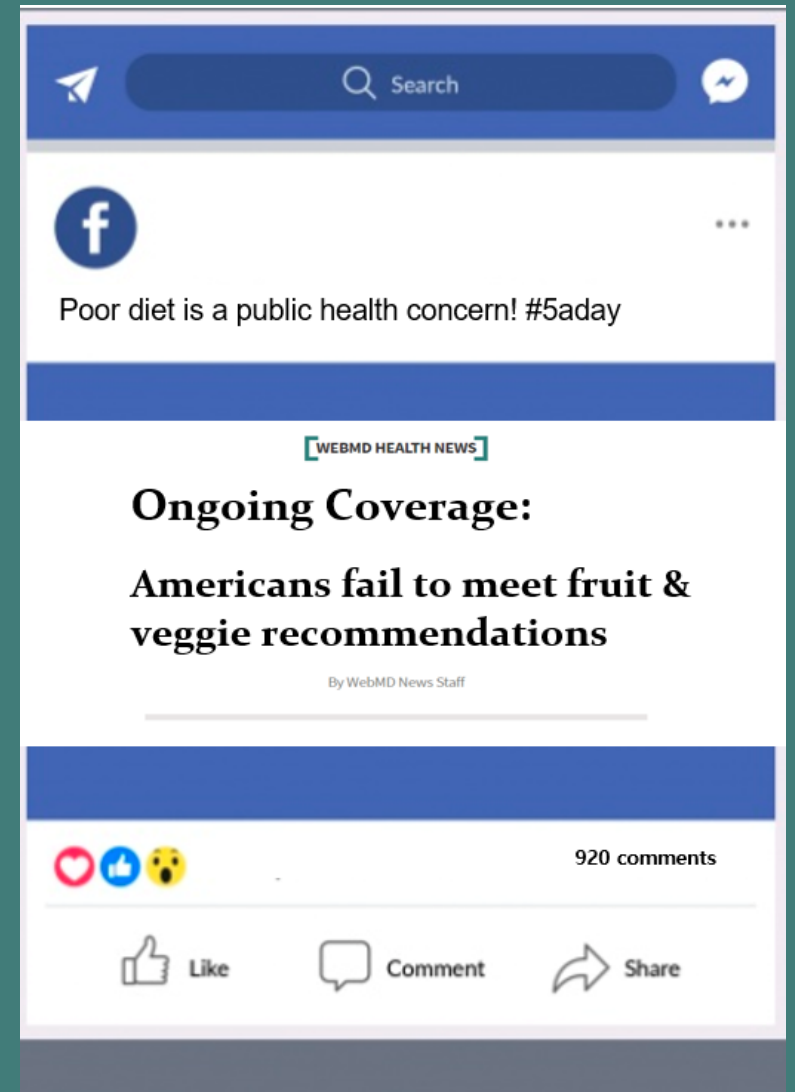 Search
f
Poor diet is a public health concern! #5aday
WEBMD HEALTH NEWS
Ongoing Coverage:
Americans fail to meet fruit &
veggie recommendations
By WebMD News Staff
920 comments
Like Comment Share